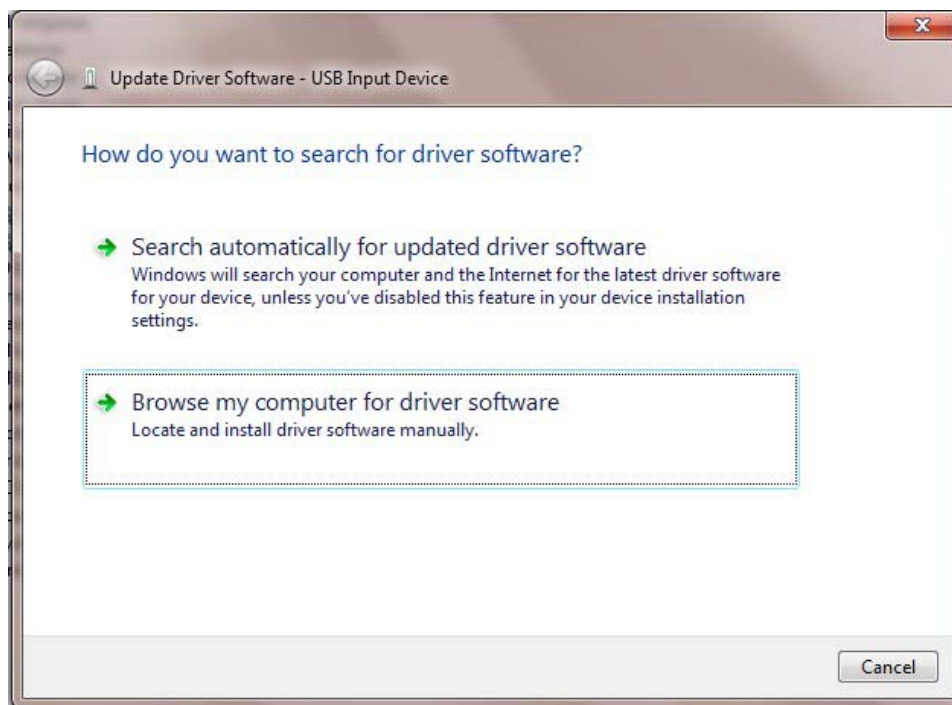 Update Driver Software - USB Input Device
How do you want to search for driver software?
Search automatically for updated driver software
Windows will search your computer and the Internet for the latest driver software
for your device, unless you've disabled this feature in your device installation
settings.
Browse my computer for driver software
Locate and install driver software manually.
Cancel